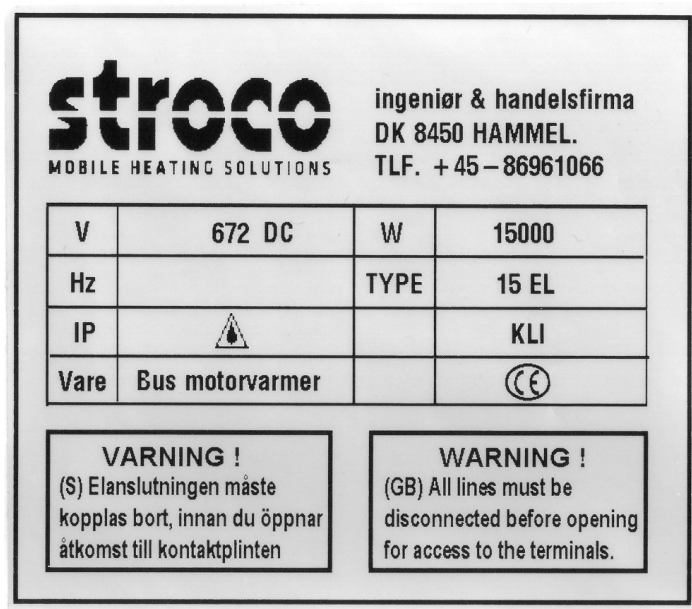 stroco
MOBILE HEATING SOLUTIONS
ingeniør & handelsfirma
DK 8450 HAMMEL.
TLF. +45–86961066
V 672 DC W 15000
Hz TYPE 15 EL
IP KLI
Vare Bus motorvarmer CE
VARNING !
(S) Elanslutningen måste
kopplas bort, innan du öppnar
åtkomst till kontaktplinten
WARNING !
(GB) All lines must be
disconnected before opening
for access to the terminals.